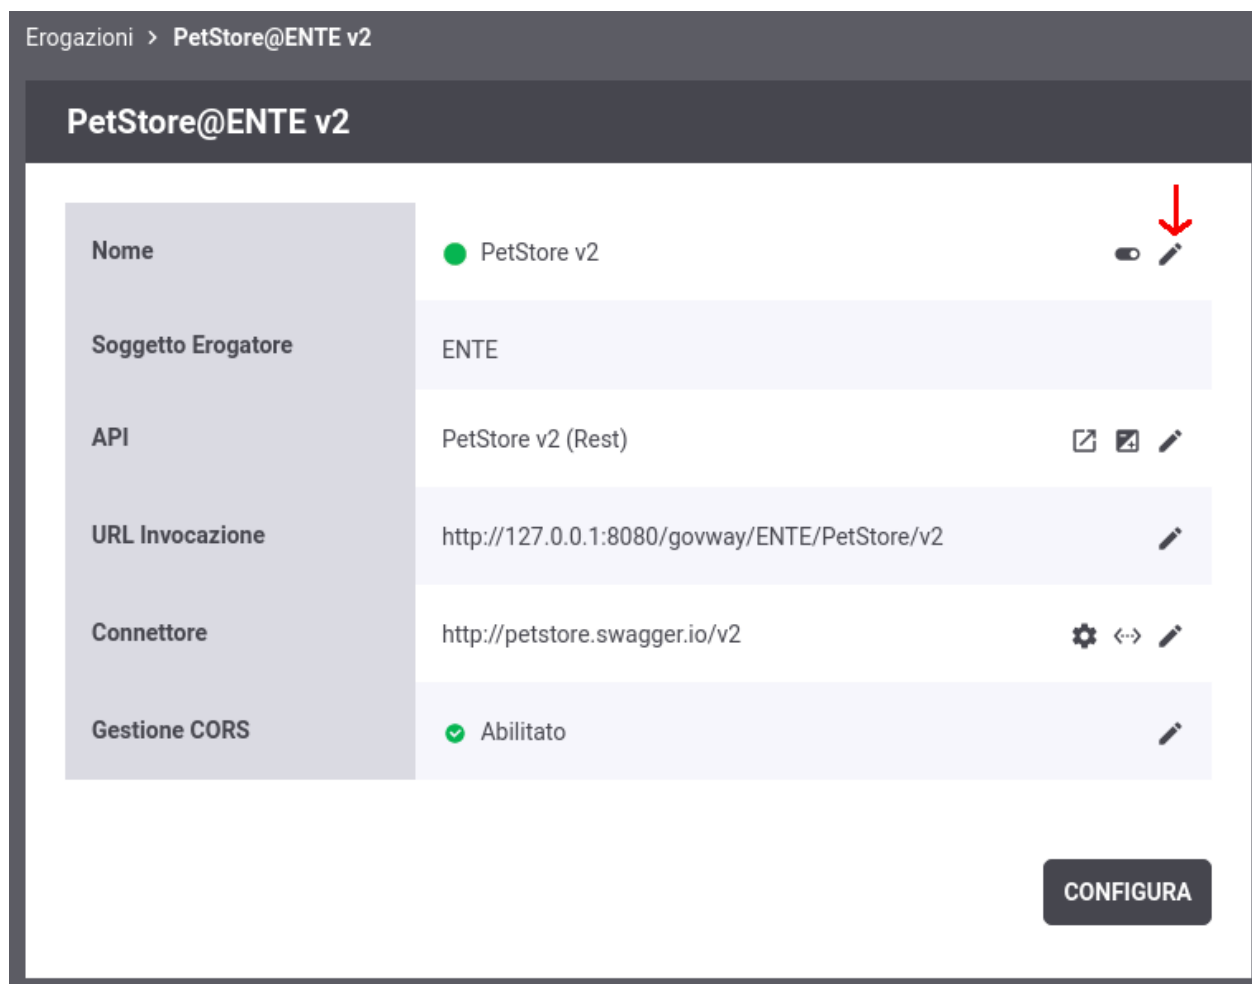 Erogazioni > PetStore@ENTE v2
PetStore@ENTE v2
Nome PetStore v2
Soggetto Erogatore ENTE
API PetStore v2 (Rest)
URL Invocazione http://127.0.0.1:8080/govway/ENTE/PetStore/v2
Connettore http://petstore.swagger.io/v2
Gestione CORS Abilitato
CONFIGURA